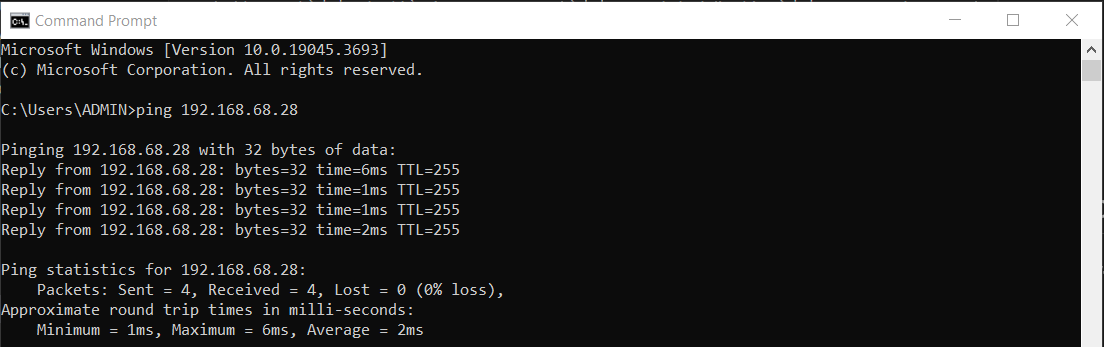 Command Prompt
Microsoft Windows [Version 10.0.19045.3693]
(c) Microsoft Corporation. All rights reserved.
C:\Users\ADMIN>ping 192.168.68.28
Pinging 192.168.68.28 with 32 bytes of data:
Reply from 192.168.68.28: bytes=32 time=6ms TTL=255
Reply from 192.168.68.28: bytes=32 time=1ms TTL=255
Reply from 192.168.68.28: bytes=32 time=1ms TTL=255
Reply from 192.168.68.28: bytes=32 time=2ms TTL=255
Ping statistics for 192.168.68.28:
    Packets: Sent = 4, Received = 4, Lost = 0 (0% loss),
Approximate round trip times in milli-seconds:
    Minimum = 1ms, Maximum = 6ms, Average = 2ms